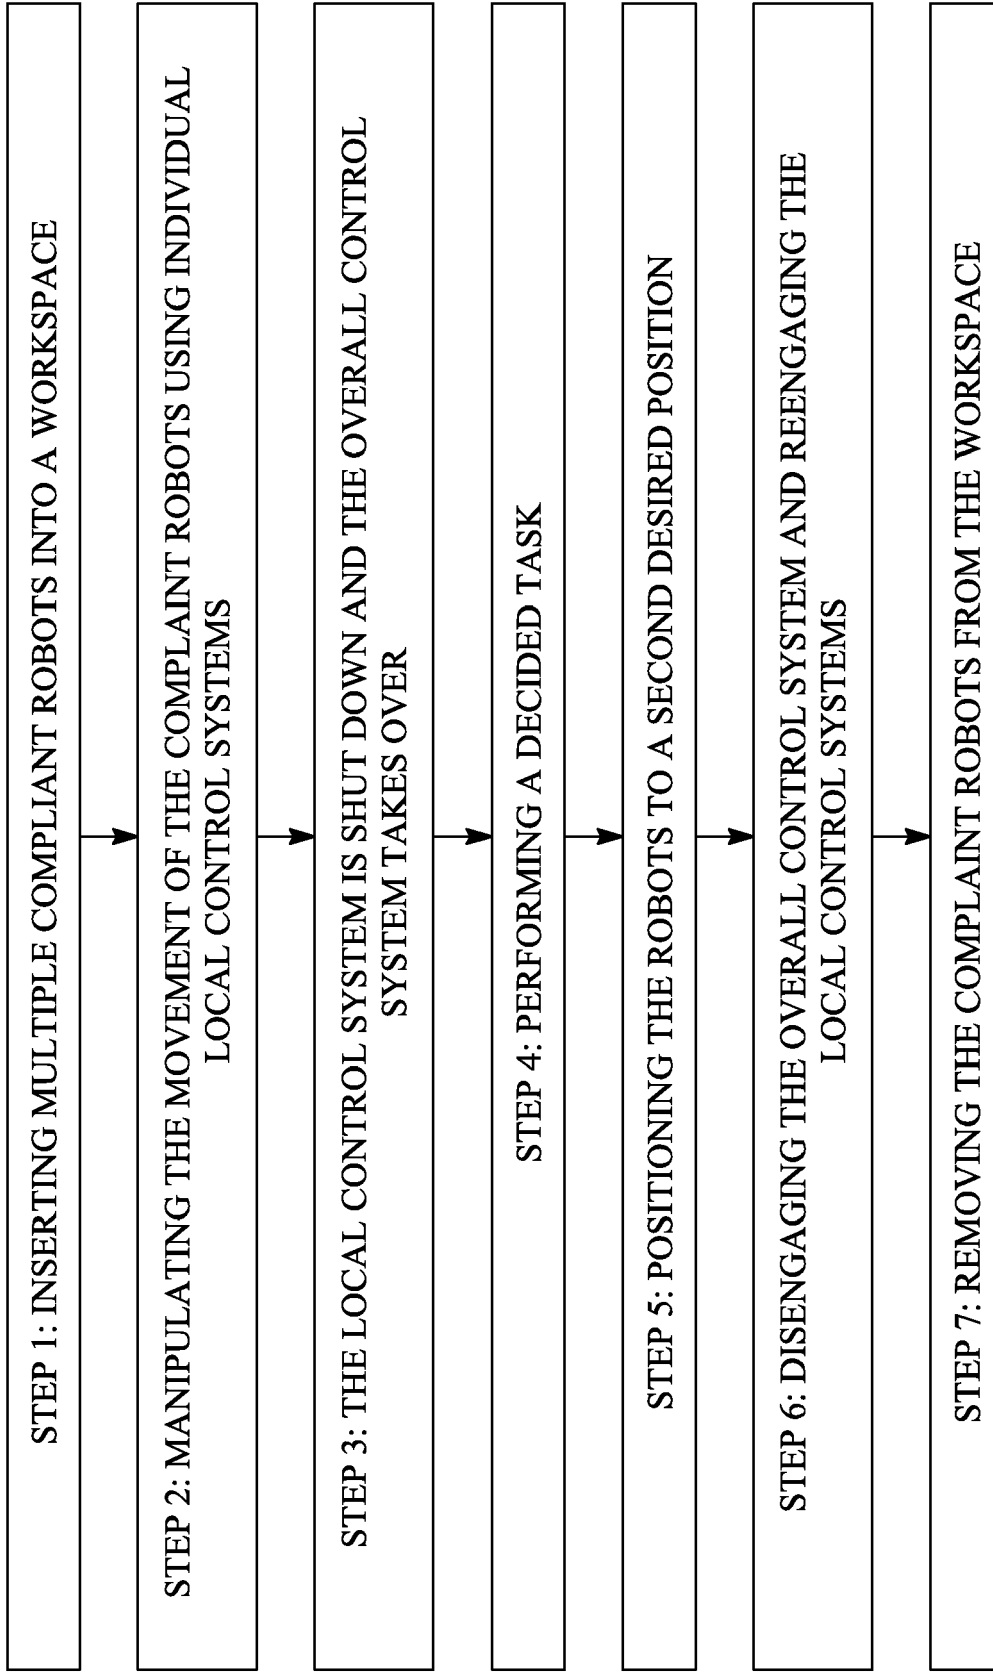 STEP 1: INSERTING MULTIPLE COMPLIANT ROBOTS INTO A WORKSPACE
STEP 2: MANIPULATING THE MOVEMENT OF THE COMPLAINT ROBOTS USING INDIVIDUAL
LOCAL CONTROL SYSTEMS
STEP 3: THE LOCAL CONTROL SYSTEM IS SHUT DOWN AND THE OVERALL CONTROL
SYSTEM TAKES OVER
STEP 4: PERFORMING A DECIDED TASK
STEP 5: POSITIONING THE ROBOTS TO A SECOND DESIRED POSITION
STEP 6: DISENGAGING THE OVERALL CONTROL SYSTEM AND REENGAGING THE
LOCAL CONTROL SYSTEMS
STEP 7: REMOVING THE COMPLAINT ROBOTS FROM THE WORKSPACE